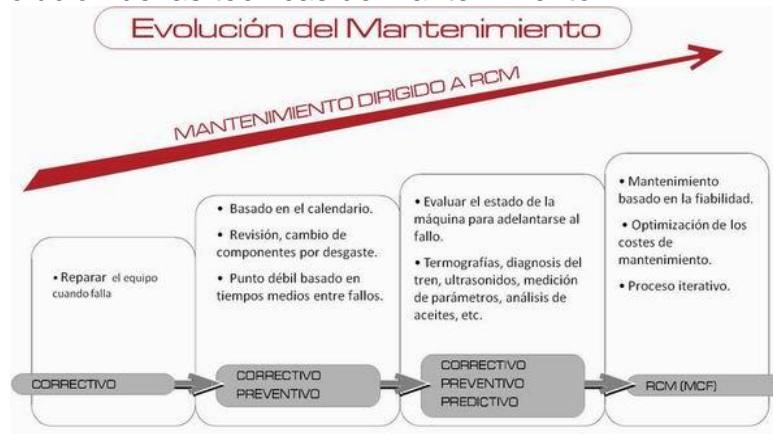 Evolución del Mantenimiento
MANTENIMIENTO DIRIGIDO A RCM
• Reparar el equipo
cuando falla
CORRECTIVO
• Basado en el calendario.
• Revisión, cambio de
componentes por desgaste.
• Punto débil basado en
tiempos medios entre fallos.
CORRECTIVO
PREVENTIVO
• Evaluar el estado de la
máquina para adelantarse al
fallo.
• Termografías, diagnosis del
tren, ultrasonidos, medición
de parámetros, análisis de
aceites, etc.
CORRECTIVO
PREVENTIVO
PREDICTIVO
• Mantenimiento
basado en la fiabilidad.
• Optimización de los
costes de
mantenimiento.
• Proceso iterativo.
RCM (MCF)